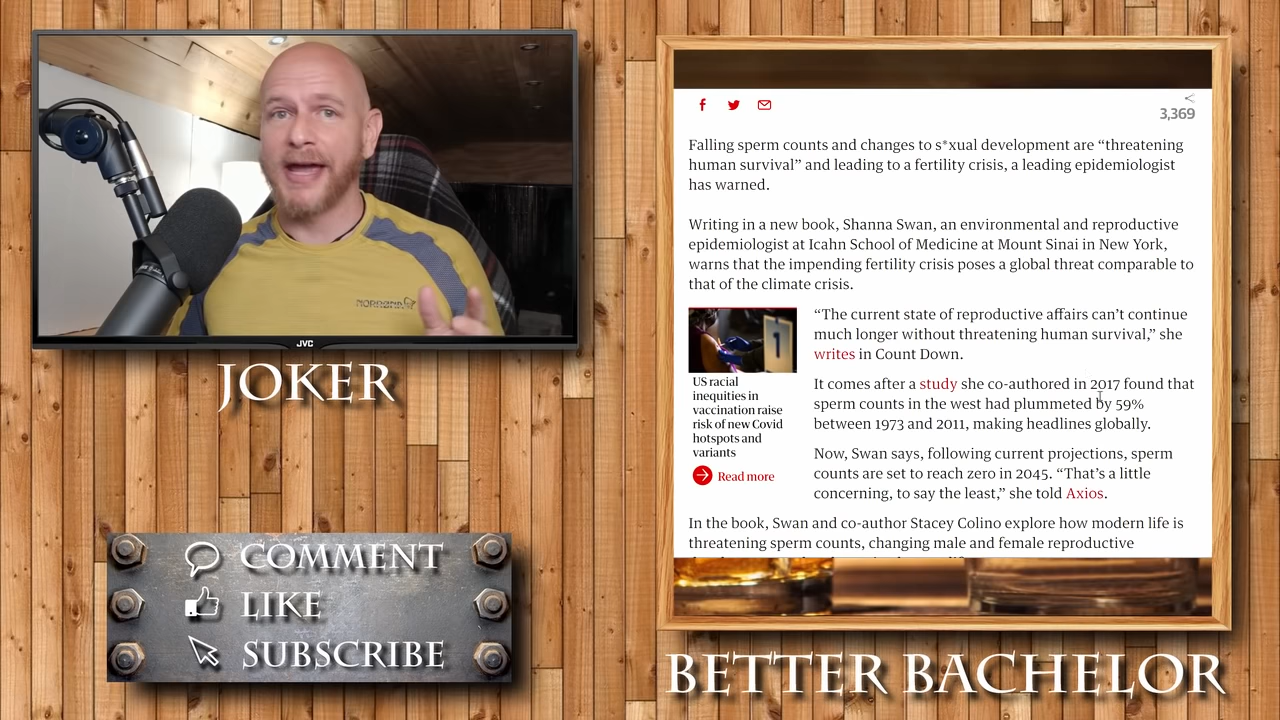 JVC
NORRONA
JOKER
COMMENT
LIKE
SUBSCRIBE
3,369
Falling sperm counts and changes to s*xual development are “threatening
human survival” and leading to a fertility crisis, a leading epidemiologist
has warned.
Writing in a new book, Shanna Swan, an environmental and reproductive
epidemiologist at Icahn School of Medicine at Mount Sinai in New York,
warns that the impending fertility crisis poses a global threat comparable to
that of the climate crisis.
1
US racial
inequities in
vaccination raise
risk of new Covid
hotspots and
variants
Read more
“The current state of reproductive affairs can’t continue
much longer without threatening human survival,” she
writes in Count Down.
It comes after a study she co-authored in 2017 found that
sperm counts in the west had plummeted by 59%
between 1973 and 2011, making headlines globally.
Now, Swan says, following current projections, sperm
counts are set to reach zero in 2045. “That’s a little
concerning, to say the least,” she told Axios.
In the book, Swan and co-author Stacey Colino explore how modern life is
threatening sperm counts, changing male and female reproductive
BETTER BACHELOR